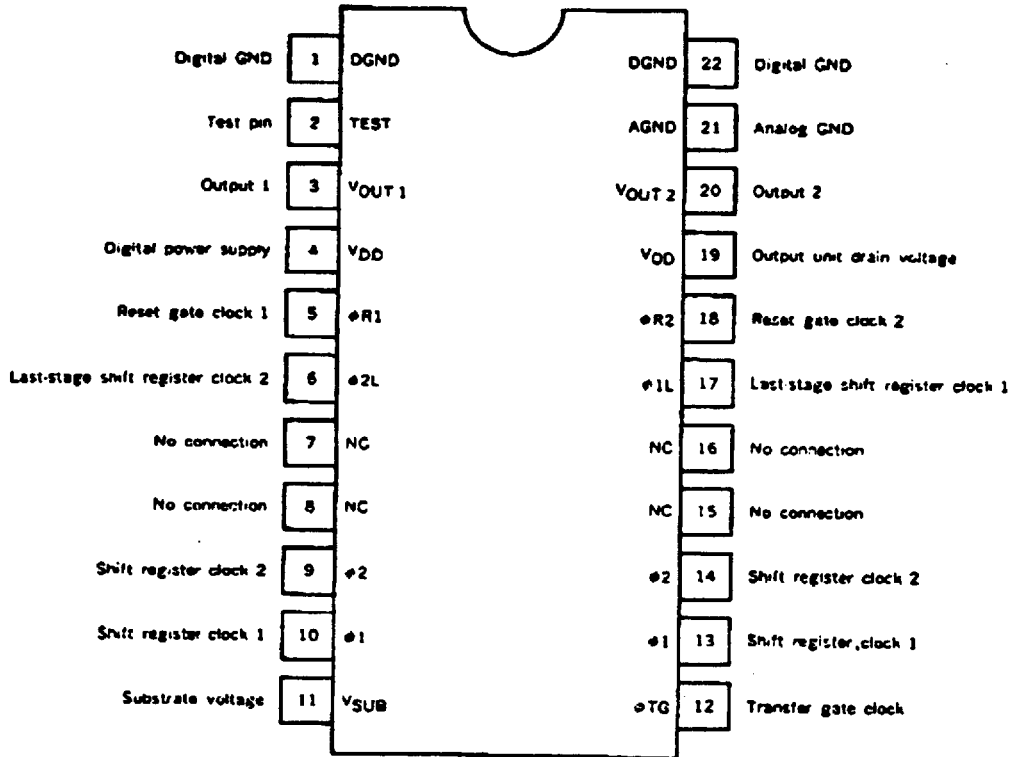 Digital GND 1 DGND DGND 22 Digital GND
Test pin 2 TEST AGND 21 Analog GND
Output 1 3 VOUT 1 VOUT 2 20 Output 2
Digital power supply 4 VDD VOD 19 Output unit drain voltage
Reset gate clock 1 5 φR1 φR2 18 Reset gate clock 2
Last-stage shift register clock 2 6 φ2L φ1L 17 Last-stage shift register clock 1
No connection 7 NC NC 16 No connection
No connection 8 NC NC 15 No connection
Shift register clock 2 9 φ2 φ2 14 Shift register clock 2
Shift register clock 1 10 φ1 φ1 13 Shift register clock 1
Substrate voltage 11 VSUB φTG 12 Transfer gate clock